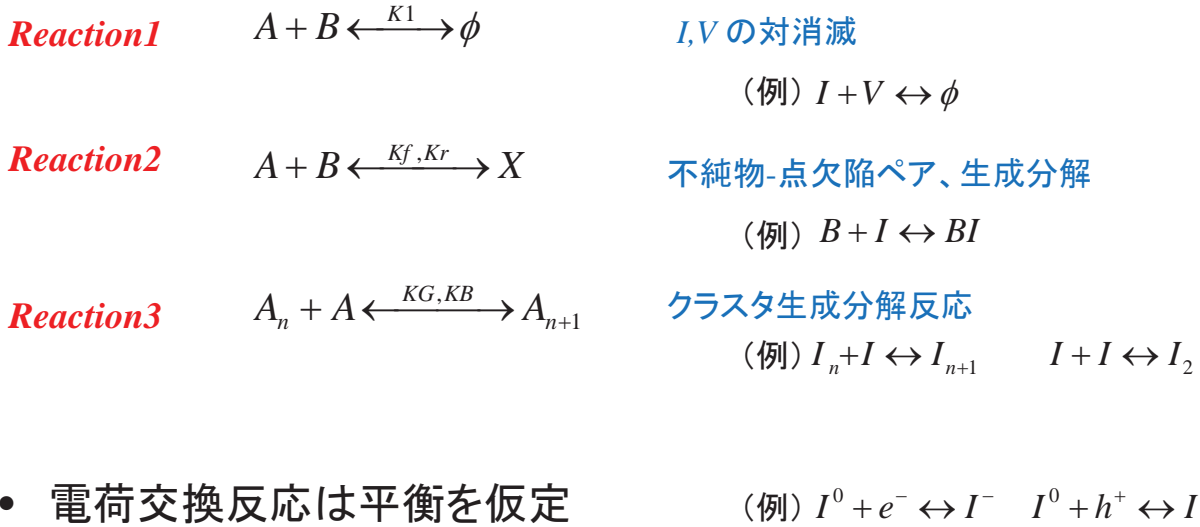 Reaction1 A + B ←K1→ ϕ I,V の対消滅
(例) I + V ↔ ϕ
Reaction2 A + B ←Kf ,Kr→ X 不純物-点欠陥ペア、生成分解
(例) B + I ↔ BI
Reaction3 Aₙ + A ←KG,KB→ Aₙ₊₁ クラスタ生成分解反応
(例) Iₙ+I ↔ Iₙ₊₁ I + I ↔ I₂
• 電荷交換反応は平衡を仮定 (例) I⁰ + e⁻ ↔ I⁻ I⁰ + h⁺ ↔ I